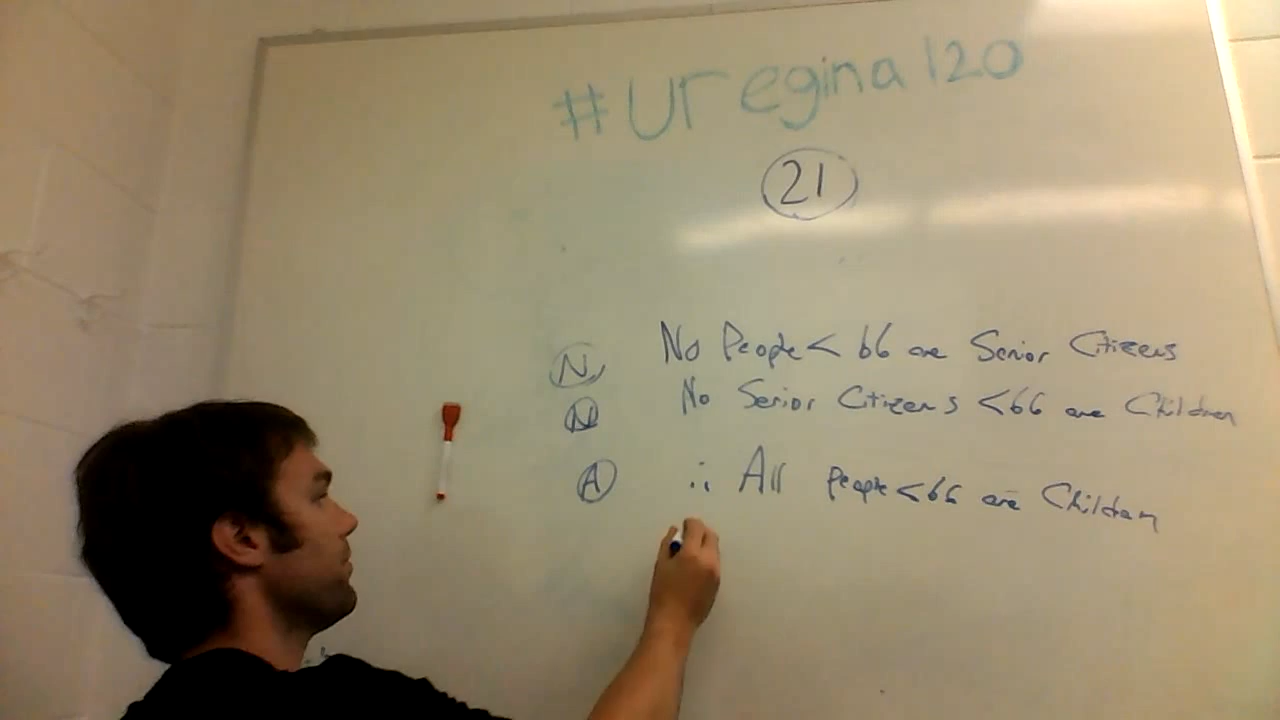 #Uregina120
21
N No People < 66 are Senior Citizens
N No Senior Citizens < 66 are Children
A ∴ All People < 66 are Children